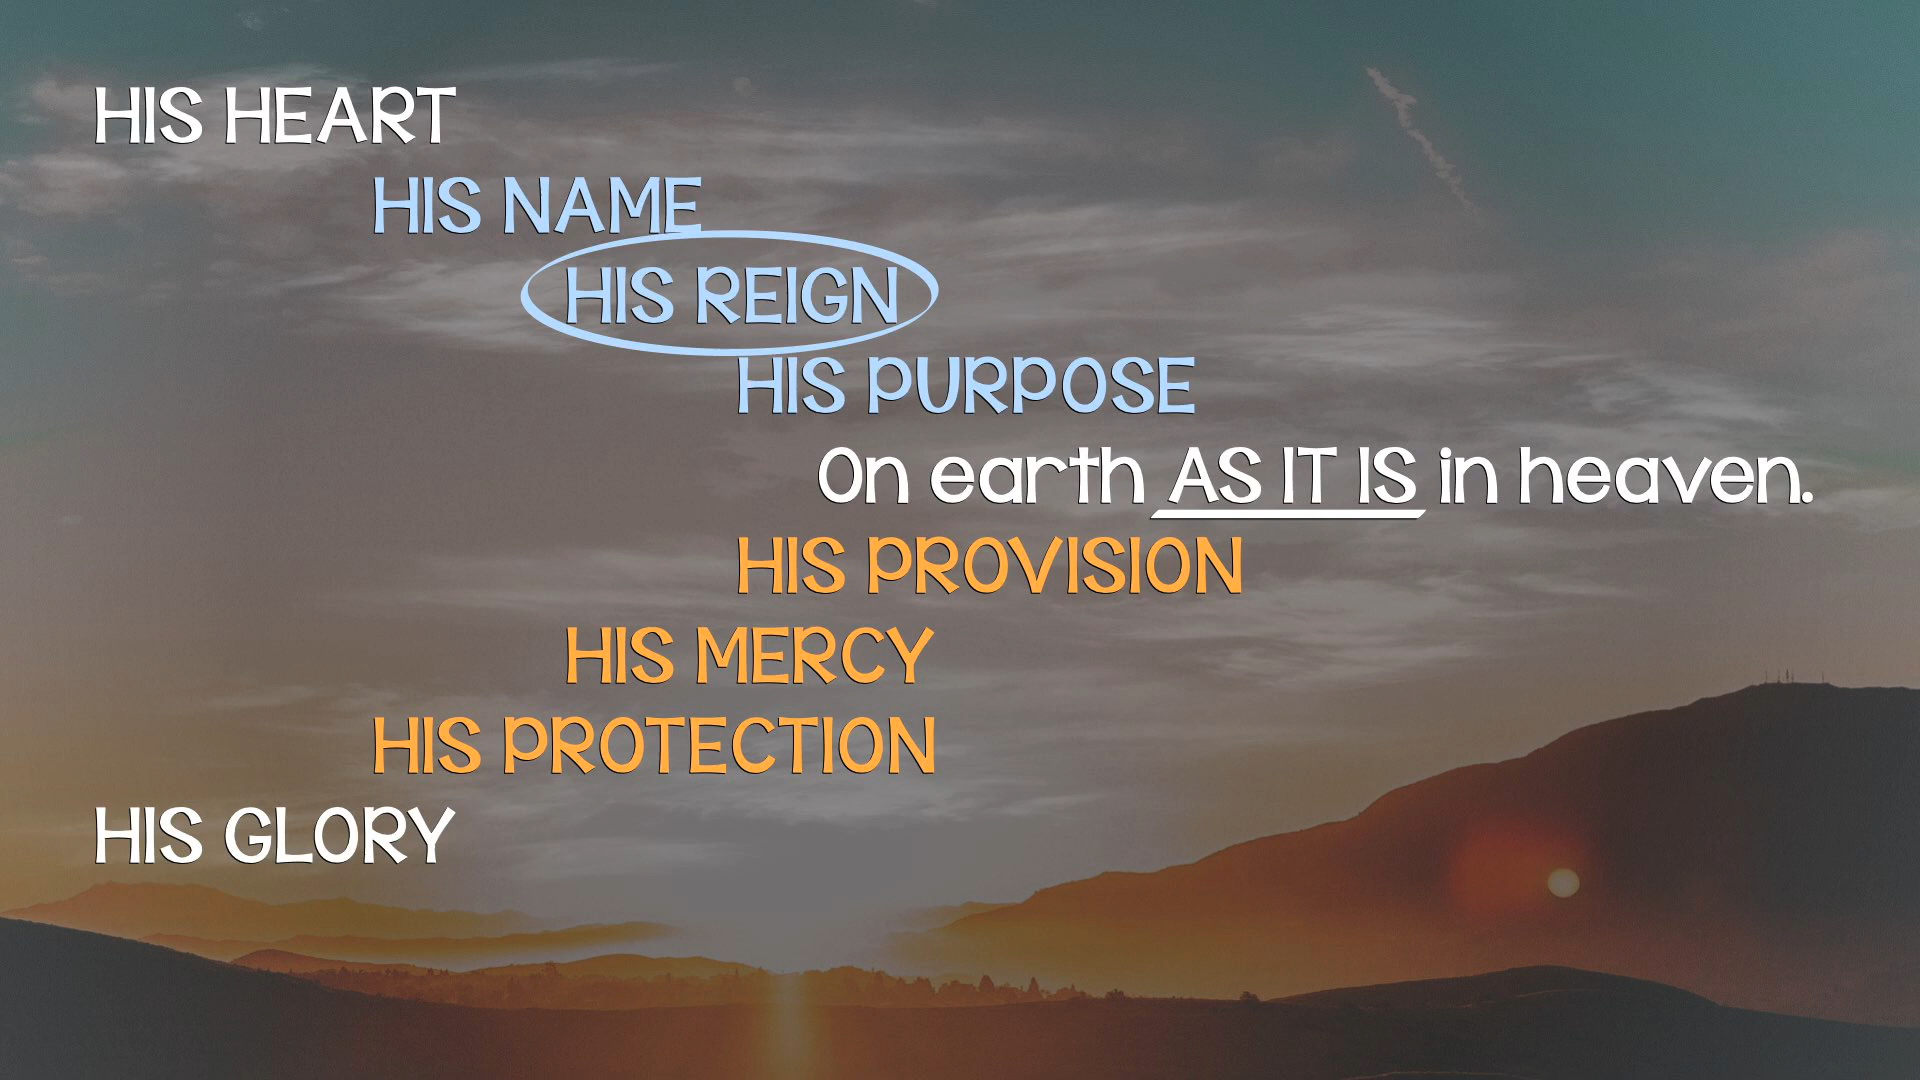 HIS HEART
HIS NAME
HIS REIGN
HIS PURPOSE
On earth AS IT IS in heaven.
HIS PROVISION
HIS MERCY
HIS PROTECTION
HIS GLORY